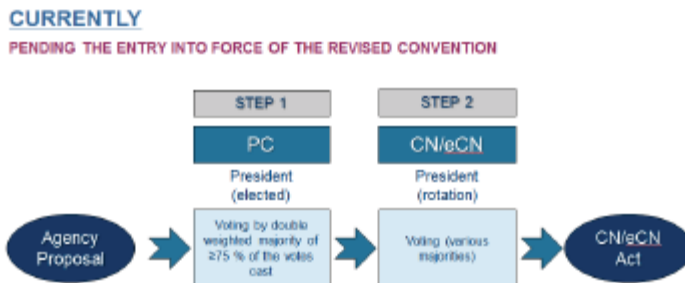 CURRENTLY
PENDING THE ENTRY INTO FORCE OF THE REVISED CONVENTION
STEP 1
STEP 2
PC
CN/eCN
President
(elected)
President
(rotation)
Agency
Proposal
Voting by double
weighted majority of
≥75 % of the votes
cast
Voting (various
majorities)
CN/eCN
Act